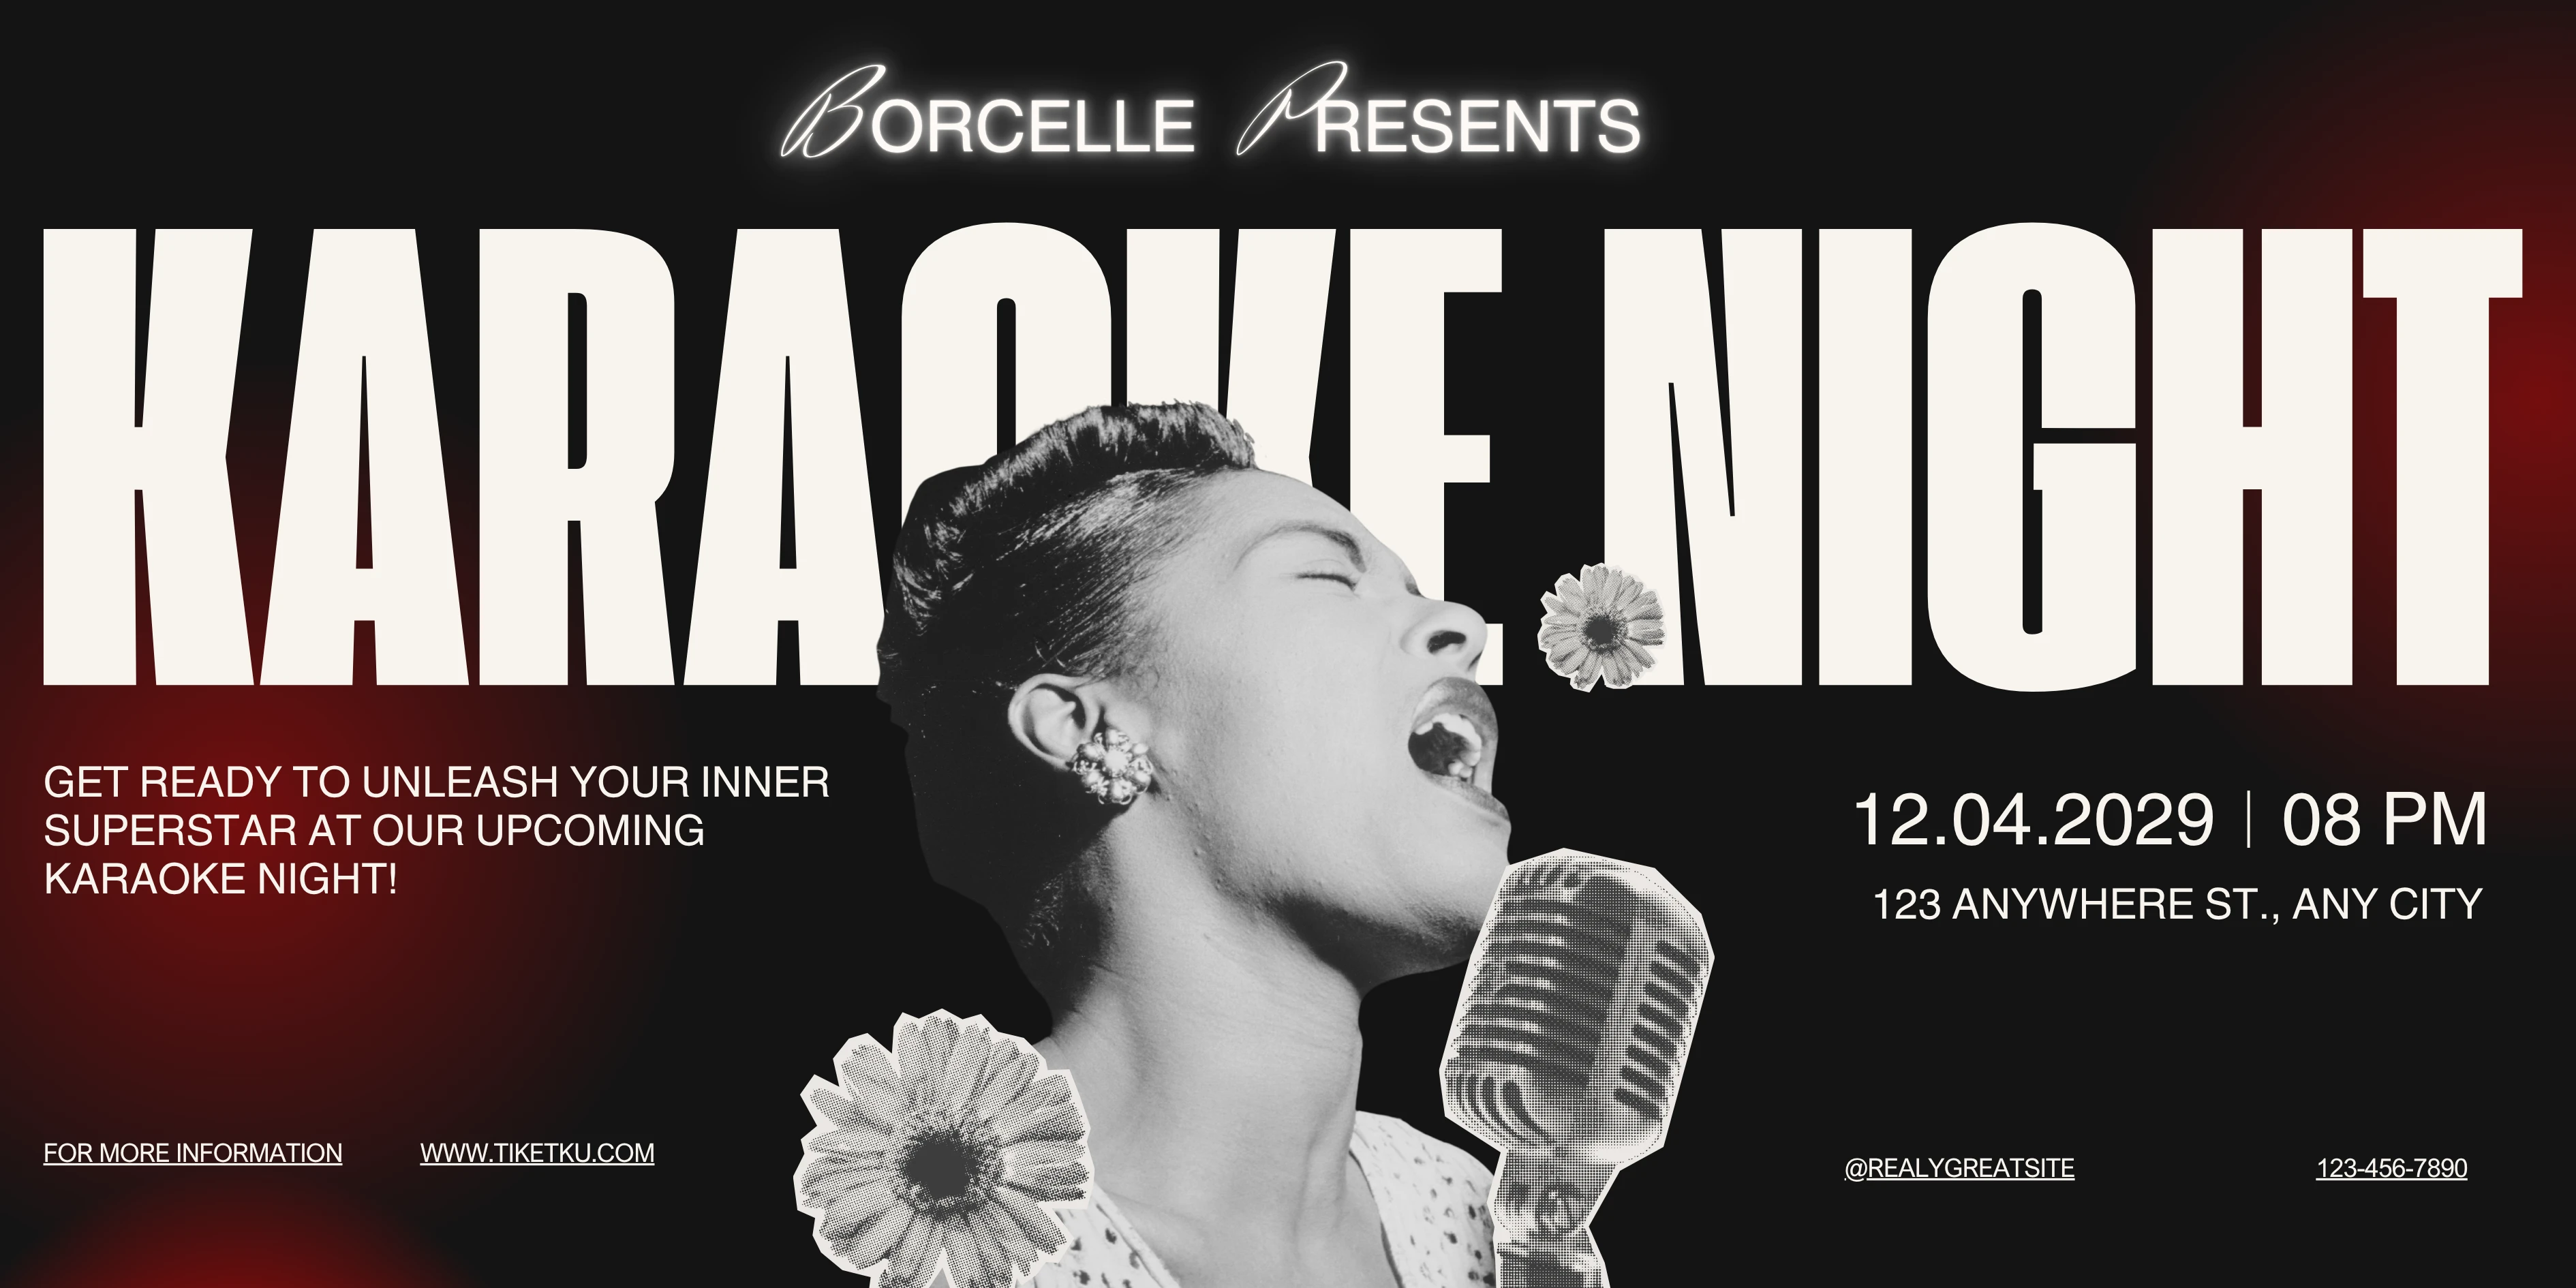 BORCELLE PRESENTS
KARAOKE NIGHT
GET READY TO UNLEASH YOUR INNER
SUPERSTAR AT OUR UPCOMING
KARAOKE NIGHT!
12.04.2029 | 08 PM
123 ANYWHERE ST., ANY CITY
FOR MORE INFORMATION
WWW.TIKETKU.COM
@REALYGREATSITE
123-456-7890